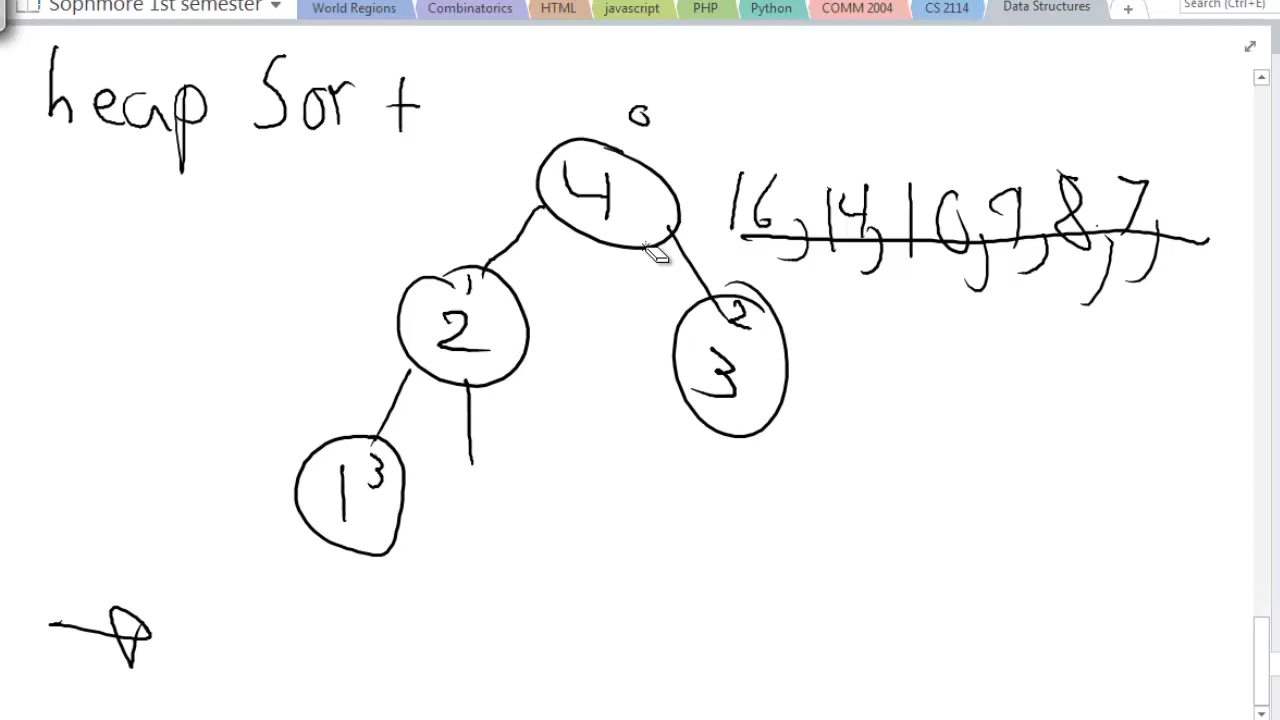 Sophmore 1st semester
World Regions
Combinatorics
HTML
javascript
PHP
Python
COMM 2004
CS 2114
Data Structures
Search (Ctrl+E)
heap Sort
0
4
16, 14, 10, 9, 8, 7,
1
2
2
3
3
1